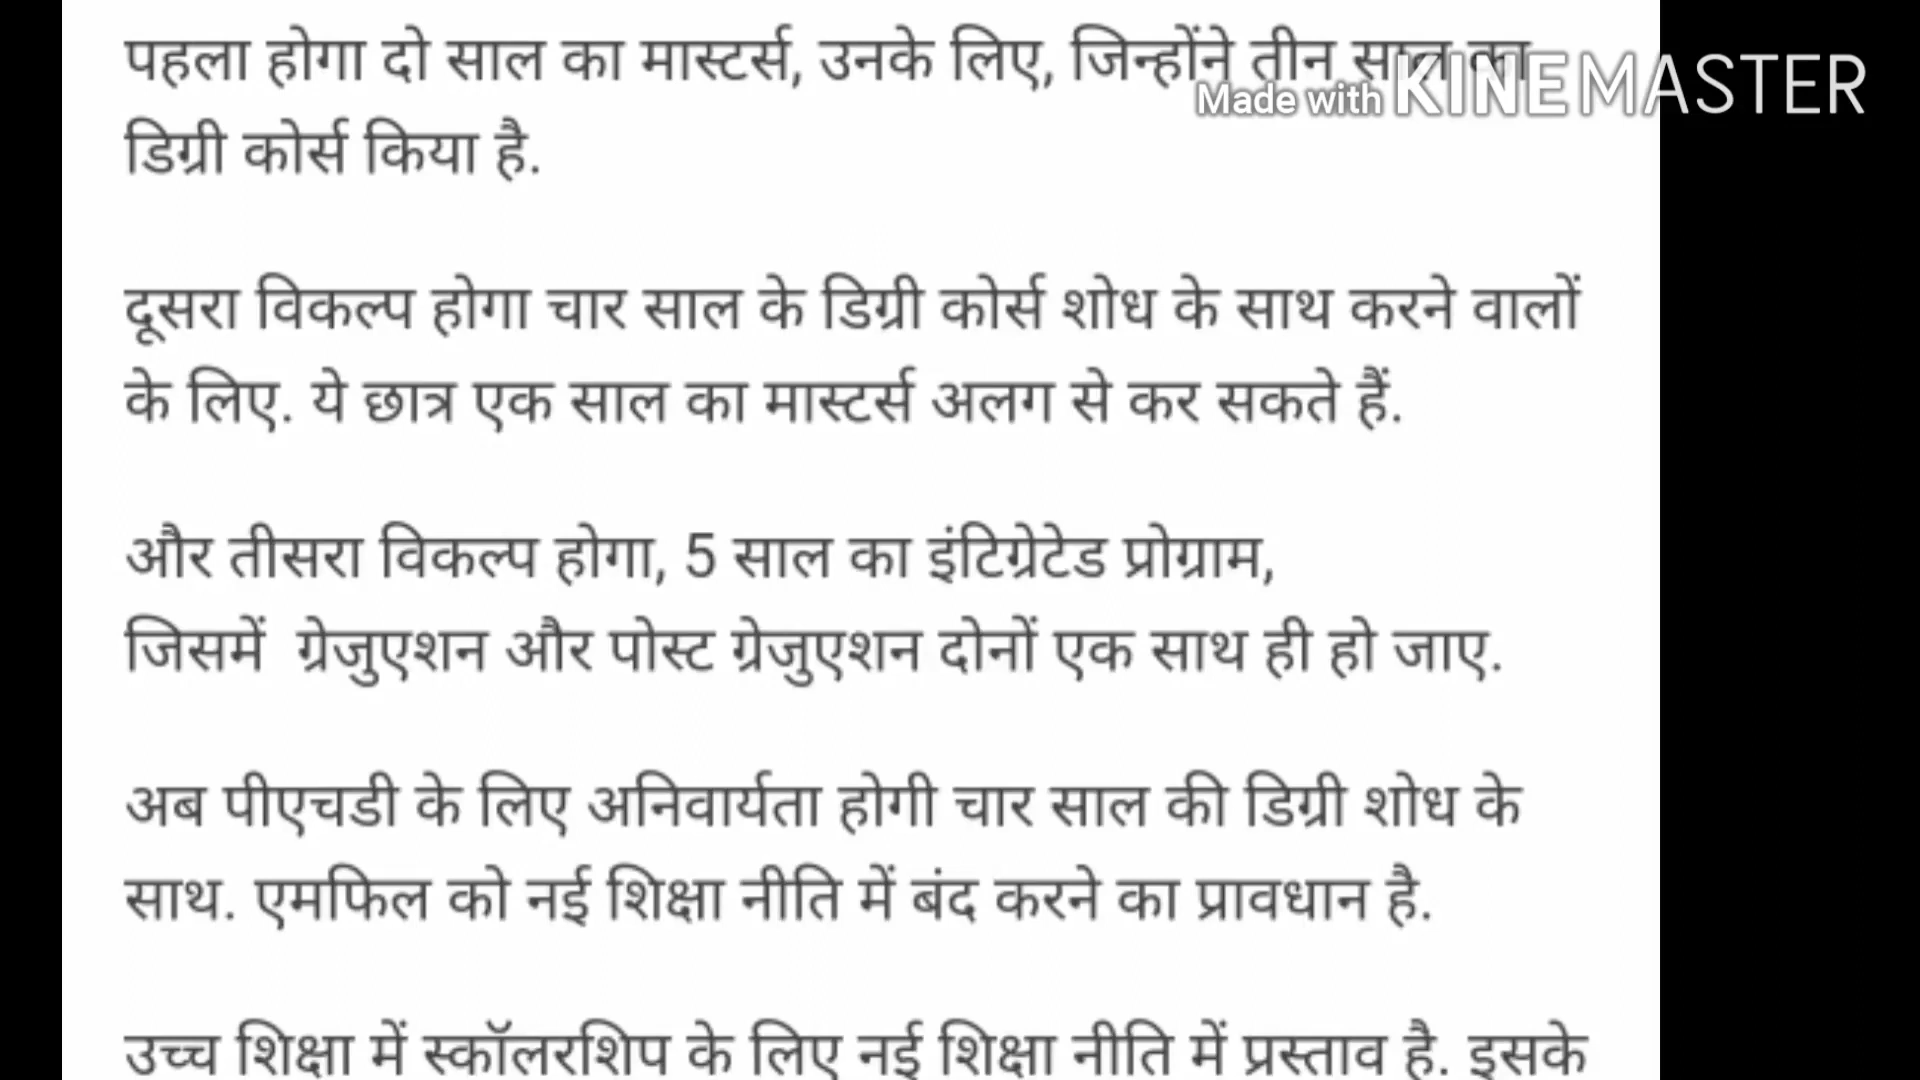 पहला होगा दो साल का मास्टर्स, उनके लिए, जिन्होंने तीन साल का
Made with KINEMASTER
डिग्री कोर्स किया है.
दूसरा विकल्प होगा चार साल के डिग्री कोर्स शोध के साथ करने वालों
के लिए. ये छात्र एक साल का मास्टर्स अलग से कर सकते हैं.
और तीसरा विकल्प होगा, 5 साल का इंटिग्रेटेड प्रोग्राम,
जिसमें ग्रेजुएशन और पोस्ट ग्रेजुएशन दोनों एक साथ ही हो जाए.
अब पीएचडी के लिए अनिवार्यता होगी चार साल की डिग्री शोध के
साथ. एमफिल को नई शिक्षा नीति में बंद करने का प्रावधान है.
उच्च शिक्षा में स्कॉलरशिप के लिए नई शिक्षा नीति में प्रस्ताव है. इसके